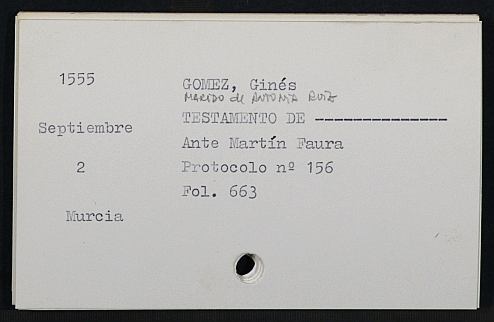 1555
GOMEZ, Ginés
MARIDO de ANTONIA RUIZ
Septiembre
TESTAMENTO DE --------------
Ante Martín Faura
2
Protocolo nº 156
Fol. 663
Murcia